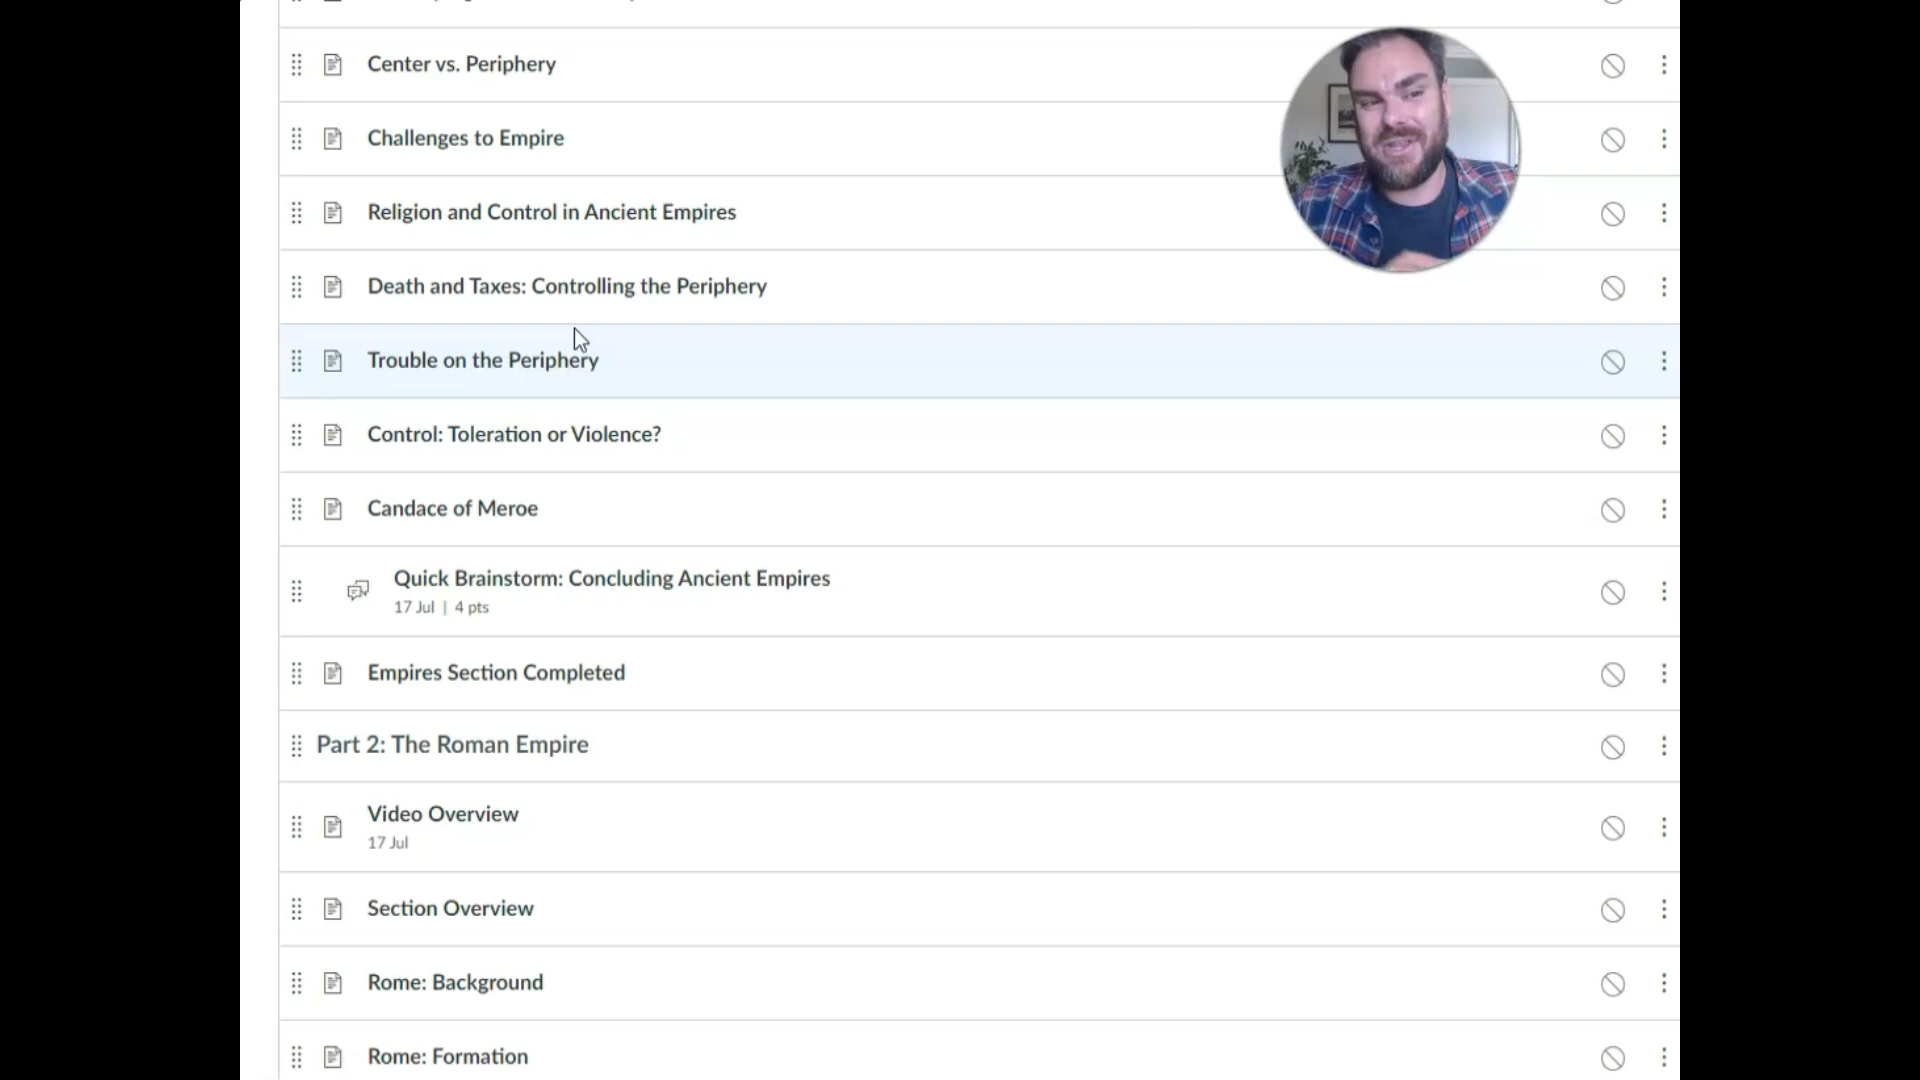 Center vs. Periphery
Challenges to Empire
Religion and Control in Ancient Empires
Death and Taxes: Controlling the Periphery
Trouble on the Periphery
Control: Toleration or Violence?
Candace of Meroe
Quick Brainstorm: Concluding Ancient Empires
17 Jul | 4 pts
Empires Section Completed
Part 2: The Roman Empire
Video Overview
17 Jul
Section Overview
Rome: Background
Rome: Formation